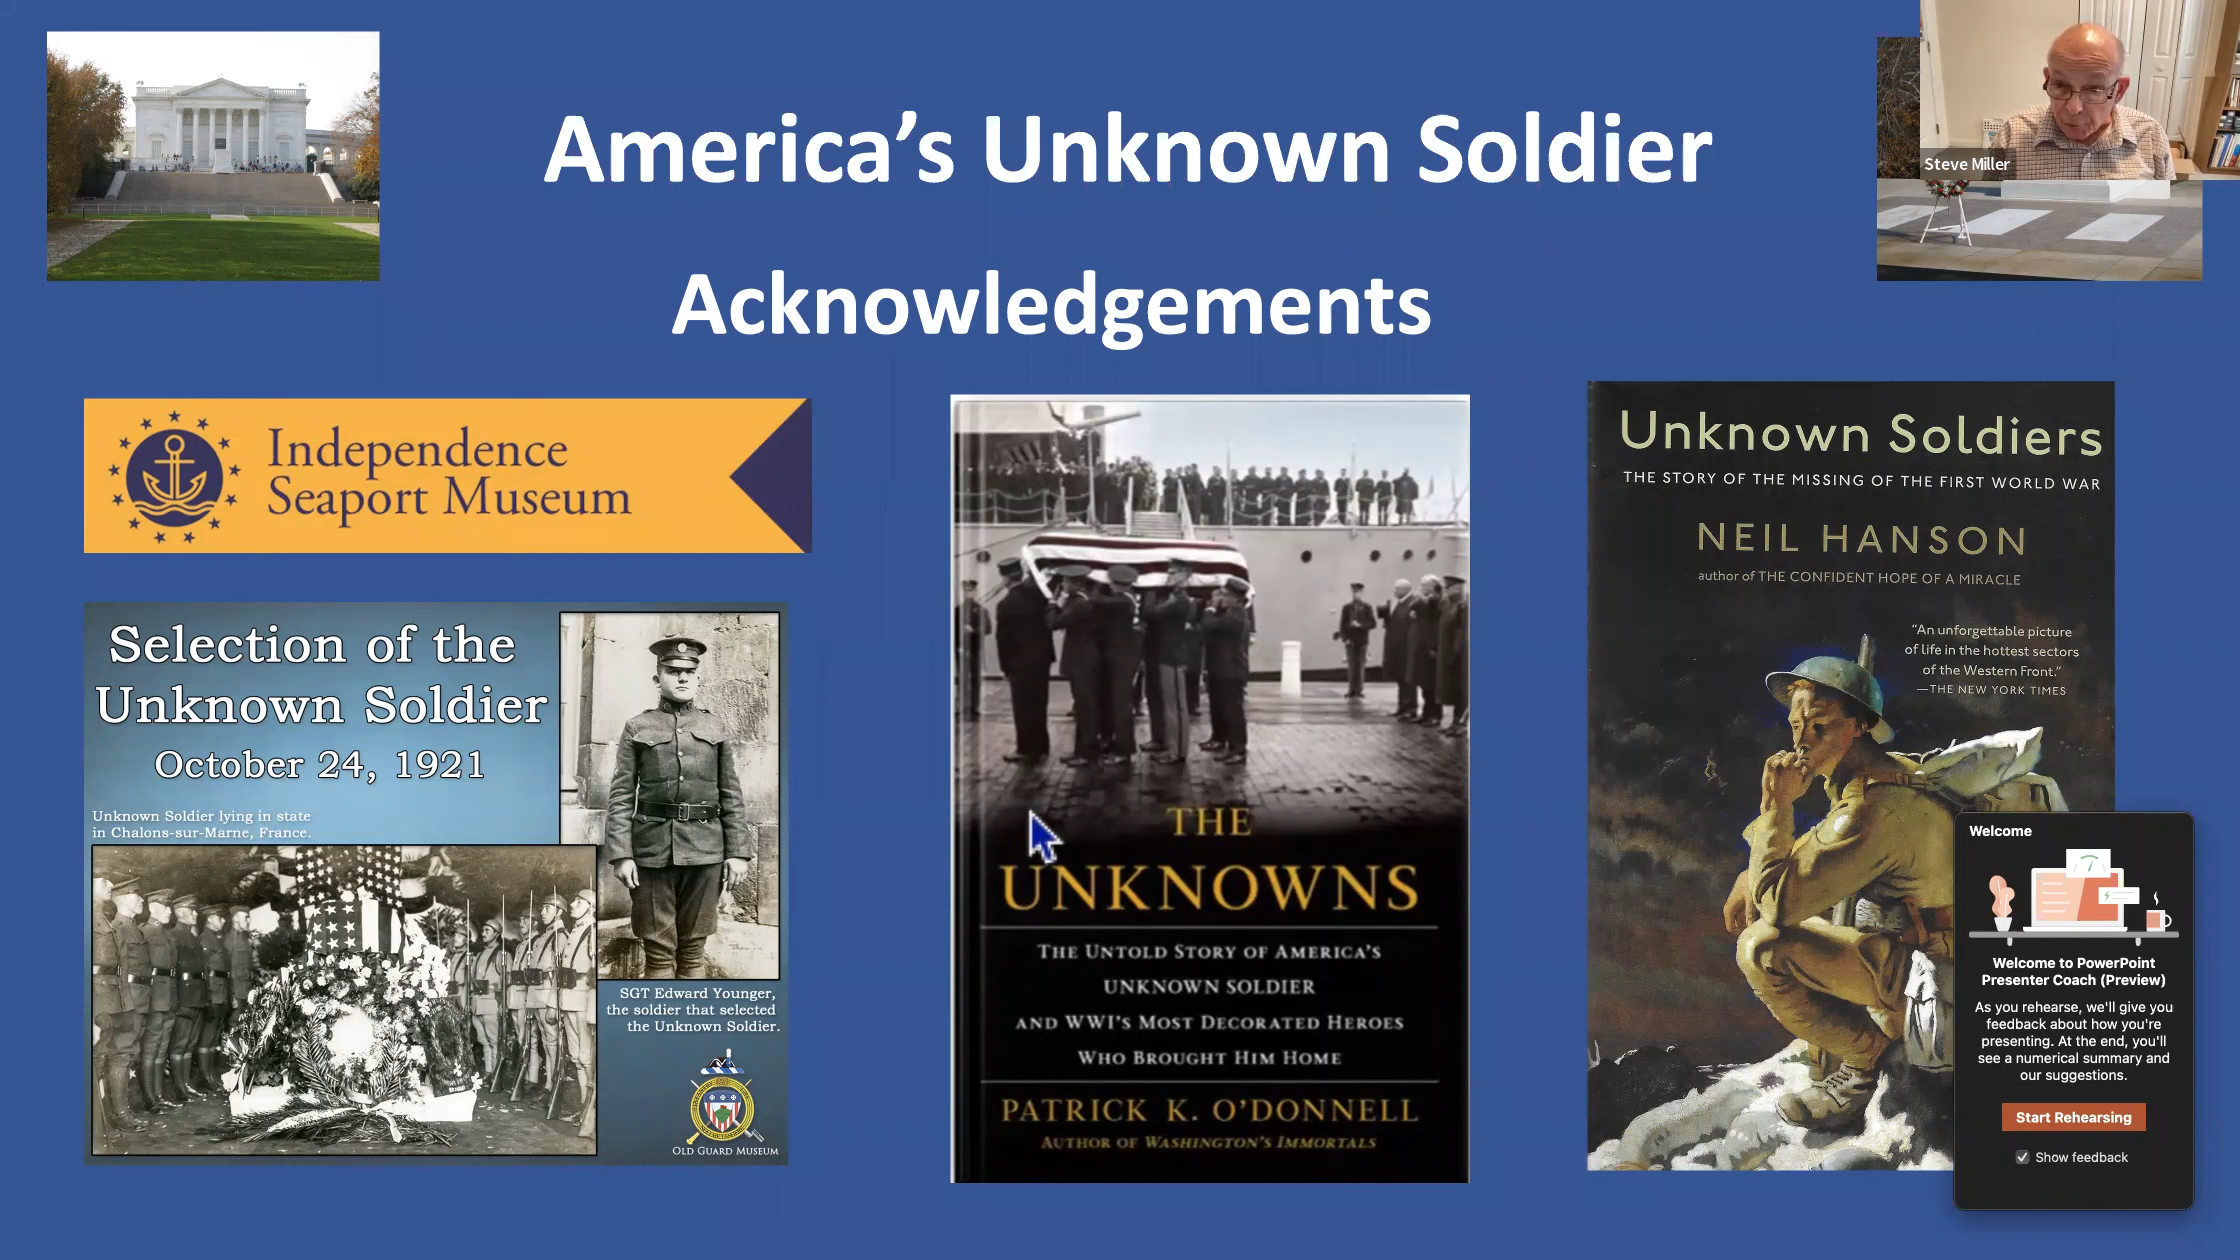 America's Unknown Soldier
Steve Miller
Acknowledgements
Independence
Seaport Museum
Selection of the
Unknown Soldier
October 24, 1921
Unknown Soldier lying in state
in Chalons-sur-Marne, France.
SGT Edward Younger,
the soldier that selected
the Unknown Soldier.
OLD GUARD MUSEUM
THE
UNKNOWNS
THE UNTOLD STORY OF AMERICA'S
UNKNOWN SOLDIER
AND WWI'S MOST DECORATED HEROES
WHO BROUGHT HIM HOME
PATRICK K. O'DONNELL
AUTHOR OF WASHINGTON'S IMMORTALS
Unknown Soldiers
THE STORY OF THE MISSING OF THE FIRST WORLD WAR
NEIL HANSON
author of THE CONFIDENT HOPE OF A MIRACLE
"An unforgettable picture
of life in the hottest sectors
of the Western Front."
—THE NEW YORK TIMES
Welcome
Welcome to PowerPoint
Presenter Coach (Preview)
As you rehearse, we'll give you
feedback about how you're
presenting. At the end, you'll
see a numerical summary and
our suggestions.
Start Rehearsing
Show feedback